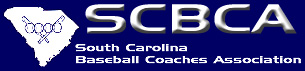 SCBCA
South Carolina
Baseball Coaches Association